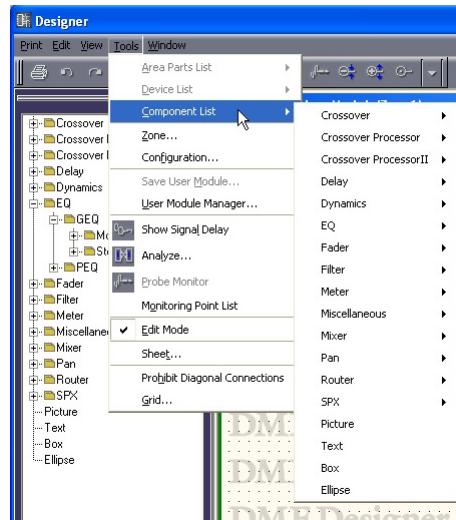 Designer
Print Edit View Tools Window
Crossover
Crossover
Crossover
Delay
Dynamics
EQ
GEQ
PEQ
Fader
Filter
Meter
Mixer
Pan
Router
SPX
Picture
Text
Box
Ellipse
Area Parts List
Device List
Component List
Zone...
Configuration...
Save User Module...
User Module Manager...
Show Signal Delay
Analyze...
Probe Monitor
Monitoring Point List
Edit Mode
Sheet...
Prohibit Diagonal Connections
Grid...
Crossover
Crossover Processor
Crossover ProcessorII
Delay
Dynamics
EQ
Fader
Filter
Meter
Miscellaneous
Mixer
Pan
Router
SPX
Picture
Text
Box
Ellipse
DME Designer